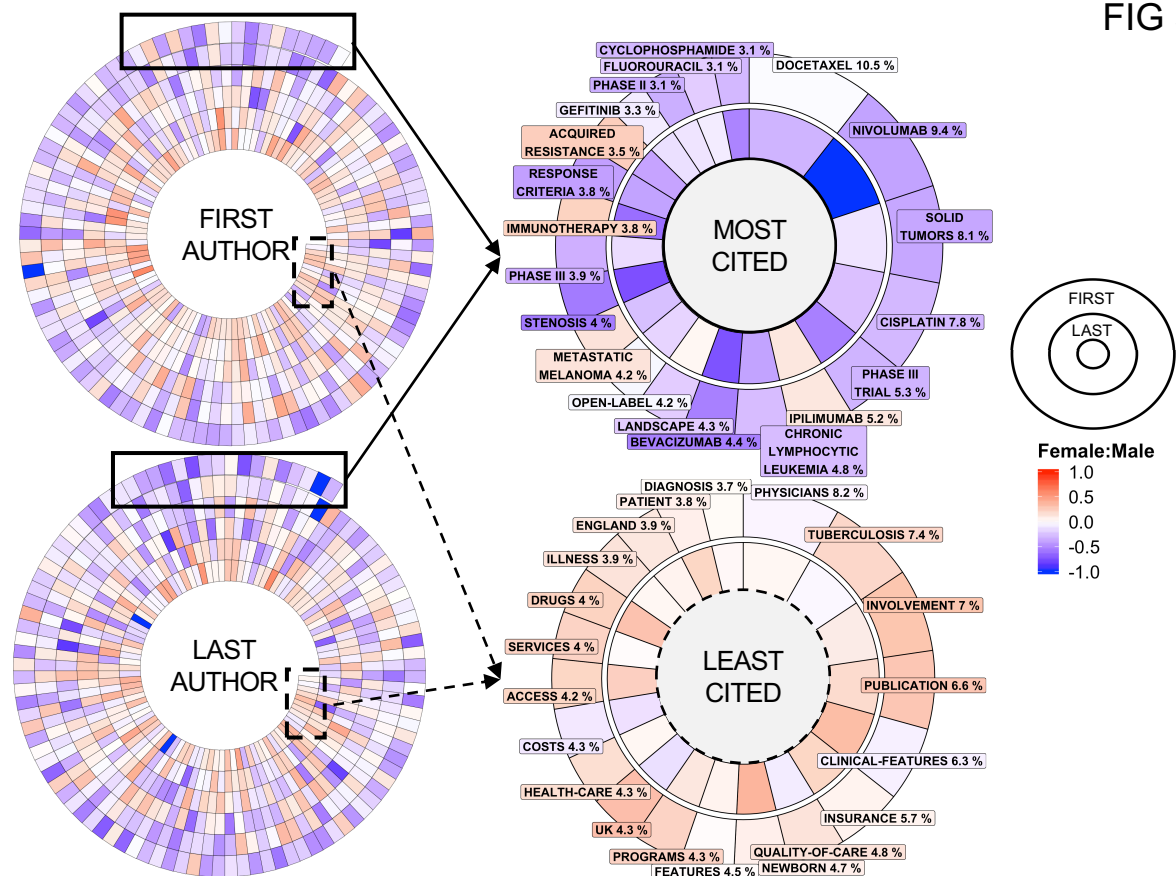 FIG
FIRST
AUTHOR
LAST
AUTHOR
MOST
CITED
CYCLOPHOSPHAMIDE 3.1 %
FLUOROURACIL 3.1 %
PHASE II 3.1 %
GEFITINIB 3.3 %
ACQUIRED
RESISTANCE 3.5 %
RESPONSE
CRITERIA 3.8 %
IMMUNOTHERAPY 3.8 %
PHASE III 3.9 %
STENOSIS 4 %
METASTATIC
MELANOMA 4.2 %
OPEN-LABEL 4.2 %
LANDSCAPE 4.3 %
BEVACIZUMAB 4.4 %
CHRONIC
LYMPHOCYTIC
LEUKEMIA 4.8 %
IPILIMUMAB 5.2 %
PHASE III
TRIAL 5.3 %
CISPLATIN 7.8 %
SOLID
TUMORS 8.1 %
NIVOLUMAB 9.4 %
DOCETAXEL 10.5 %
LEAST
CITED
DIAGNOSIS 3.7 %
PATIENT 3.8 %
ENGLAND 3.9 %
ILLNESS 3.9 %
DRUGS 4 %
SERVICES 4 %
ACCESS 4.2 %
COSTS 4.3 %
HEALTH-CARE 4.3 %
UK 4.3 %
PROGRAMS 4.3 %
FEATURES 4.5 %
NEWBORN 4.7 %
QUALITY-OF-CARE 4.8 %
INSURANCE 5.7 %
CLINICAL-FEATURES 6.3 %
PUBLICATION 6.6 %
INVOLVEMENT 7 %
TUBERCULOSIS 7.4 %
PHYSICIANS 8.2 %
FIRST
LAST
Female:Male
1.0
0.5
0.0
-0.5
-1.0